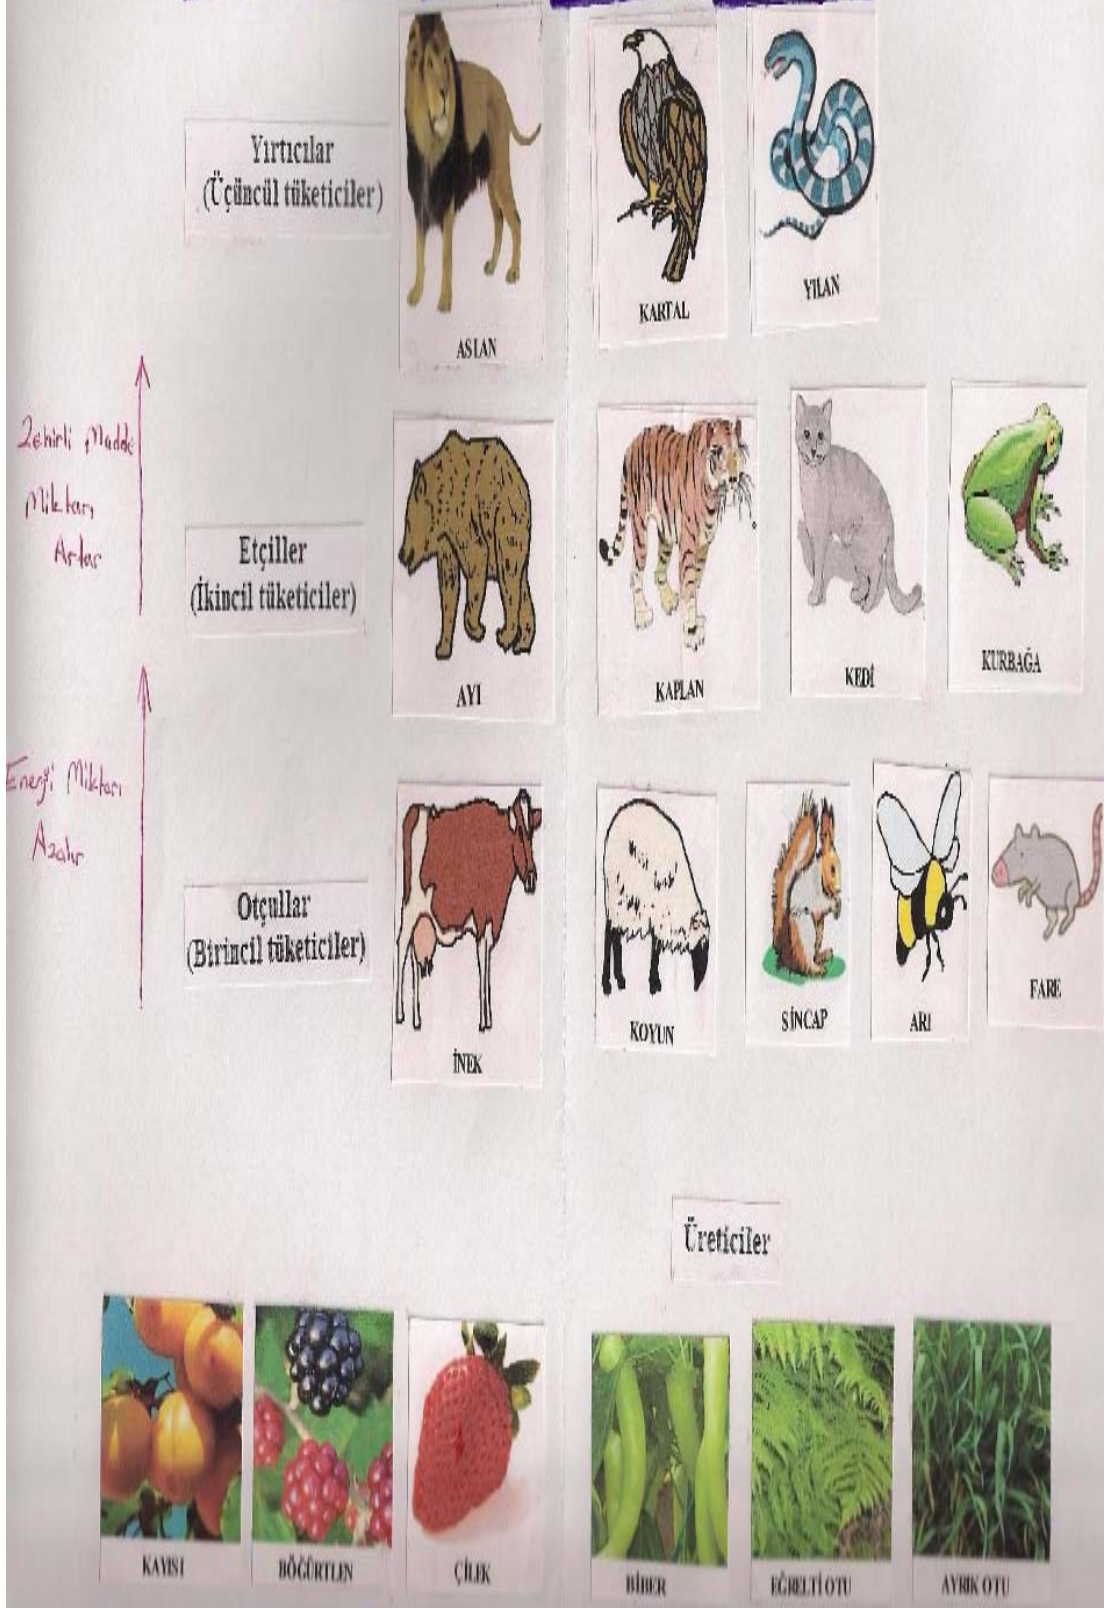 Yırtıcılar
(Üçüncül tüketiciler)
ASLAN
KARTAL
YILAN
Zehirli Madde
Miktarı
Artar
Etçiller
(İkincil tüketiciler)
AYI
KAPLAN
KEDİ
KURBAĞA
Enerji Miktarı
Azalır
Otçullar
(Birincil tüketiciler)
İNEK
KOYUN
SİNCAP
ARI
FARE
Üreticiler
KAYISI
BÖĞÜRTLEN
ÇİLEK
BİBER
EĞRELTİ OTU
AYRIK OTU